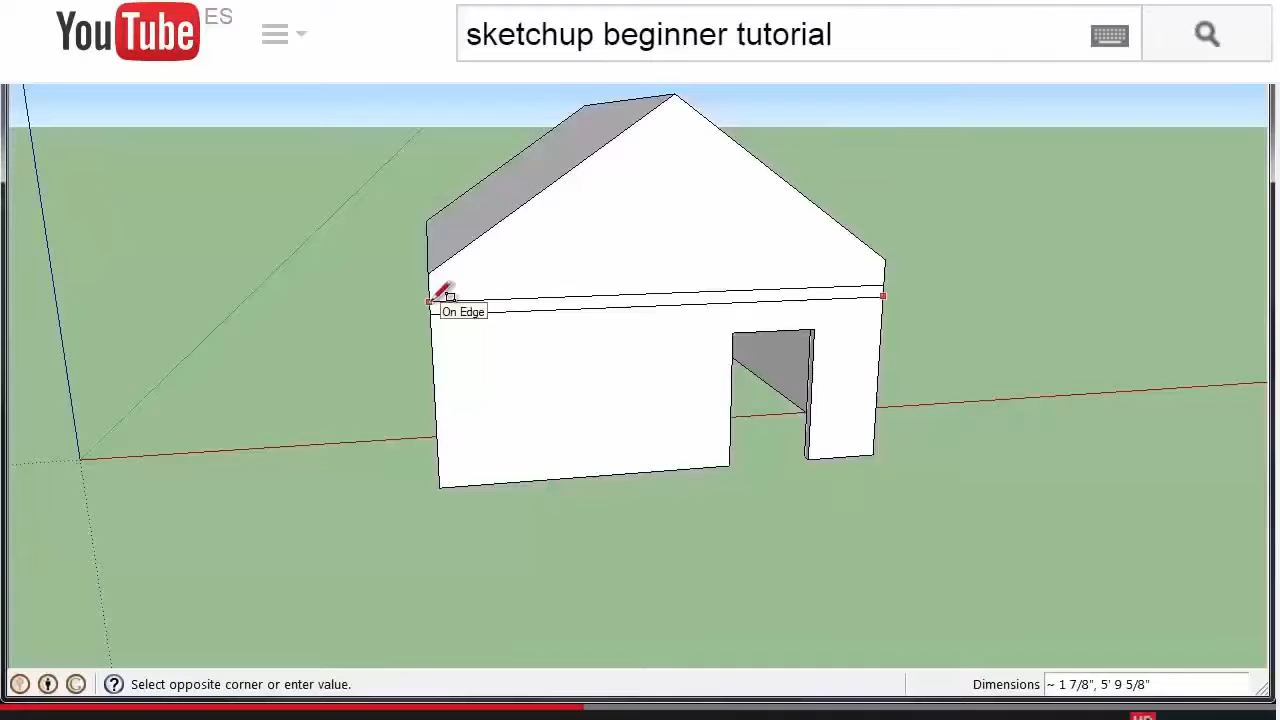 YouTube ES
sketchup beginner tutorial
On Edge
Select opposite corner or enter value.
Dimensions ~ 1 7/8", 5' 9 5/8"